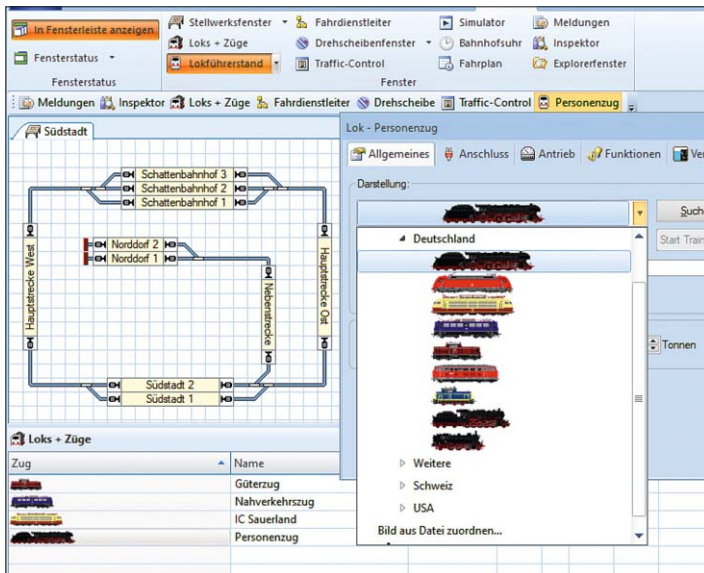 In Fensterleiste anzeigen
Fensterstatus
Fensterstatus
Stellwerksfenster
Loks + Züge
Lokführerstand
Fahrdienstleiter
Drehscheibenfenster
Traffic-Control
Simulator
Bahnhofsuhr
Fahrplan
Meldungen
Inspektor
Explorerfenster
Fenster
Meldungen Inspektor Loks + Züge Fahrdienstleiter Drehscheibe Traffic-Control Personenzug
Südstadt
Schattenbahnhof 3
Schattenbahnhof 2
Schattenbahnhof 1
Norddorf 2
Norddorf 1
Hauptstrecke West
Nebenstrecke
Hauptstrecke Ost
Südstadt 2
Südstadt 1
Lok - Personenzug
Allgemeines Anschluss Antrieb Funktionen
Darstellung:
Start
Tonnen
Deutschland
Weitere
Schweiz
USA
Bild aus Datei zuordnen...
Loks + Züge
Zug Name
Güterzug
Nahverkehrszug
IC Sauerland
Personenzug